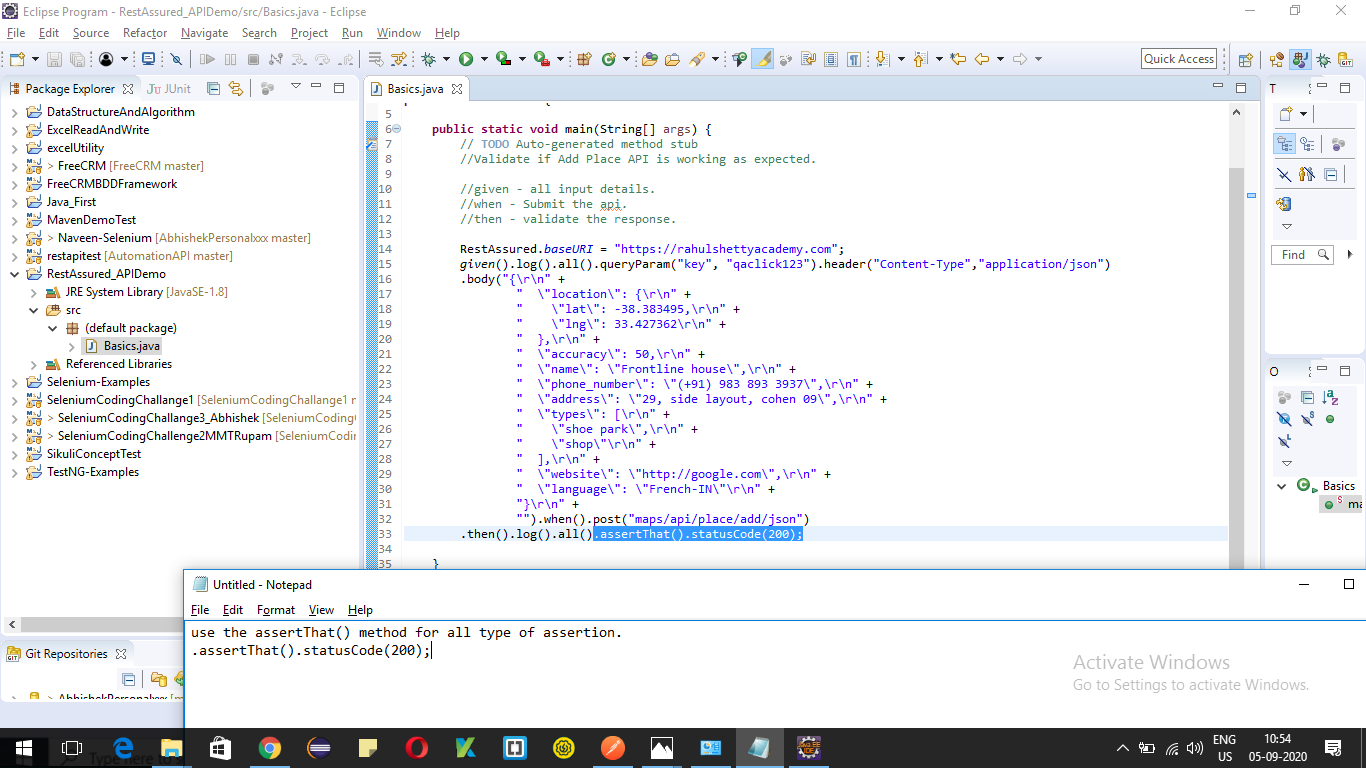 Eclipse Program - RestAssured_APIDemo/src/Basics.java - Eclipse
File Edit Source Refactor Navigate Search Project Run Window Help
Quick Access
Package Explorer JUnit
DataStructureAndAlgorithm
ExcelReadAndWrite
excelUtility
> FreeCRM [FreeCRM master]
FreeCRMBDDFramework
Java_First
MavenDemoTest
> Naveen-Selenium [AbhishekPersonalxxx master]
restapitest [AutomationAPI master]
RestAssured_APIDemo
JRE System Library [JavaSE-1.8]
src
(default package)
Basics.java
Referenced Libraries
Selenium-Examples
SeleniumCodingChallange1 [SeleniumCodingChallange1 r
> SeleniumCodingChallange3_Abhishek [SeleniumCoding
> SeleniumCodingChallenge2MMTRupam [SeleniumCodin
SikuliConceptTest
TestNG-Examples
Git Repositories
> AbhishekPersonalxxx [m
Basics.java
5
6 public static void main(String[] args) {
7 // TODO Auto-generated method stub
8 //Validate if Add Place API is working as expected.
9
10 //given - all input details.
11 //when - Submit the api.
12 //then - validate the response.
13
14 RestAssured.baseURI = "https://rahulshettyacademy.com";
15 given().log().all().queryParam("key", "qaclick123").header("Content-Type","application/json")
16 .body("{\r\n" +
17 "  \"location\": {\r\n" +
18 "    \"lat\": -38.383495,\r\n" +
19 "    \"lng\": 33.427362\r\n" +
20 "  },\r\n" +
21 "  \"accuracy\": 50,\r\n" +
22 "  \"name\": \"Frontline house\",\r\n" +
23 "  \"phone_number\": \"(+91) 983 893 3937\",\r\n" +
24 "  \"address\": \"29, side layout, cohen 09\",\r\n" +
25 "  \"types\": [\r\n" +
26 "    \"shoe park\",\r\n" +
27 "    \"shop\"\r\n" +
28 "  ],\r\n" +
29 "  \"website\": \"http://google.com\",\r\n" +
30 "  \"language\": \"French-IN\"\r\n" +
31 "}\r\n" +
32 "").when().post("maps/api/place/add/json")
33 .then().log().all().assertThat().statusCode(200);
34
35 }
T
Find
O
Basics
ma
Untitled - Notepad
File Edit Format View Help
use the assertThat() method for all type of assertion.
.assertThat().statusCode(200);
Activate Windows
Go to Settings to activate Windows.
Type here to s
ENG
US
10:54
05-09-2020